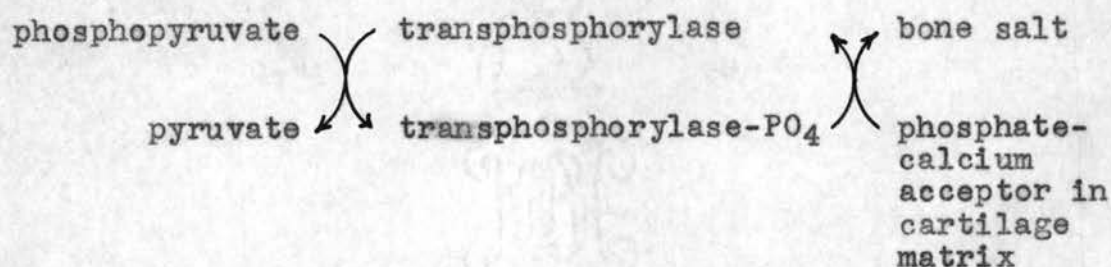 phosphopyruvate transphosphorylase bone salt
pyruvate transphosphorylase-PO4 phosphate-
calcium
acceptor in
cartilage
matrix